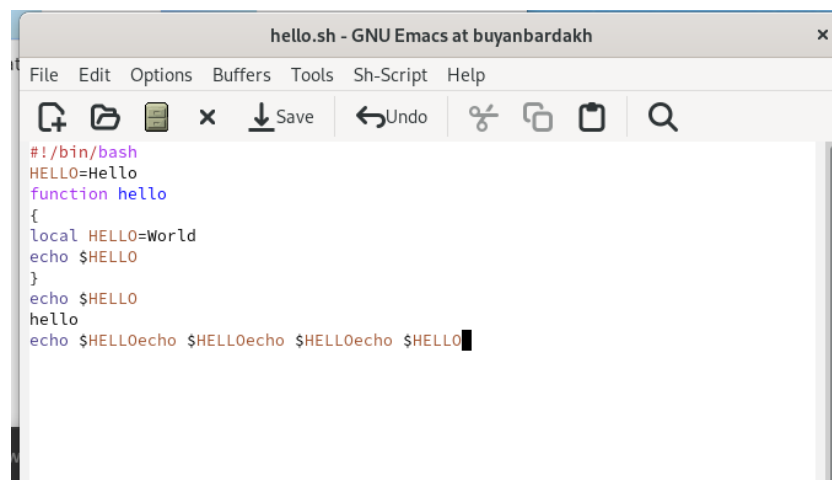 hello.sh - GNU Emacs at buyanbardakh
File Edit Options Buffers Tools Sh-Script Help
Save Undo
#!/bin/bash
HELLO=Hello
function hello
{
local HELLO=World
echo $HELLO
}
echo $HELLO
hello
echo $HELLOecho $HELLOecho $HELLOecho $HELLO